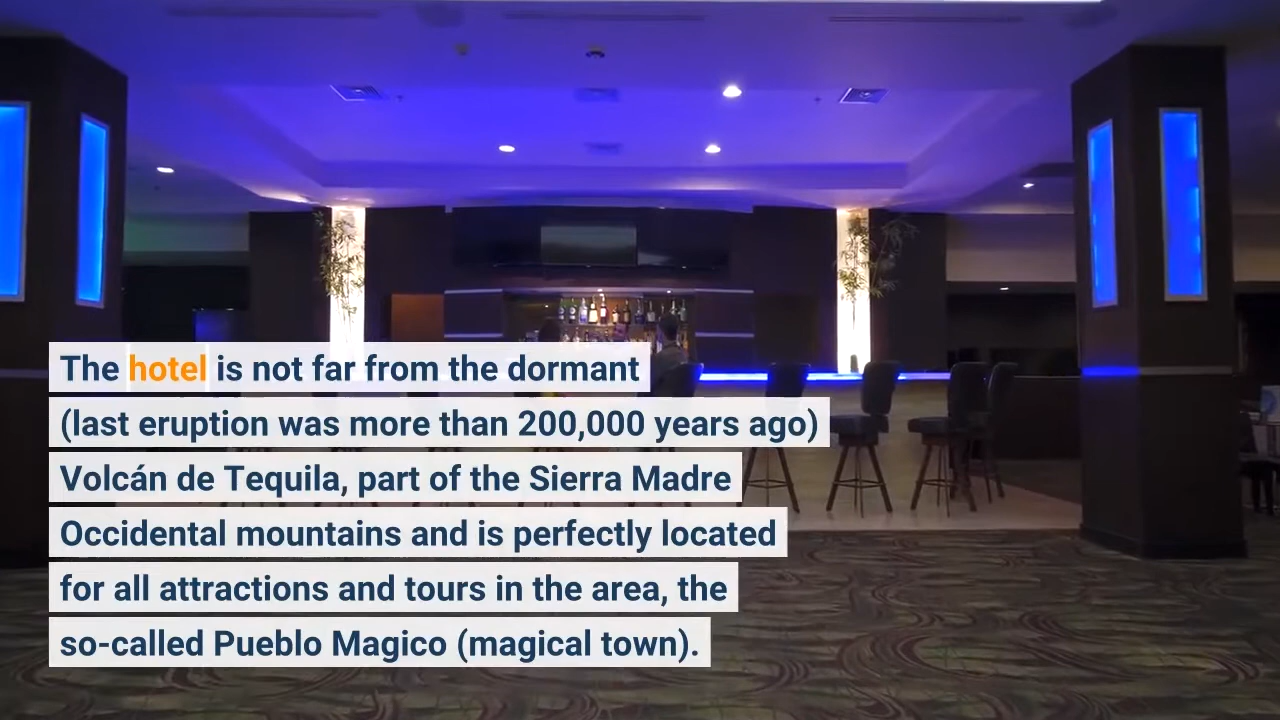 The hotel is not far from the dormant
(last eruption was more than 200,000 years ago)
Volcán de Tequila, part of the Sierra Madre
Occidental mountains and is perfectly located
for all attractions and tours in the area, the
so-called Pueblo Magico (magical town).